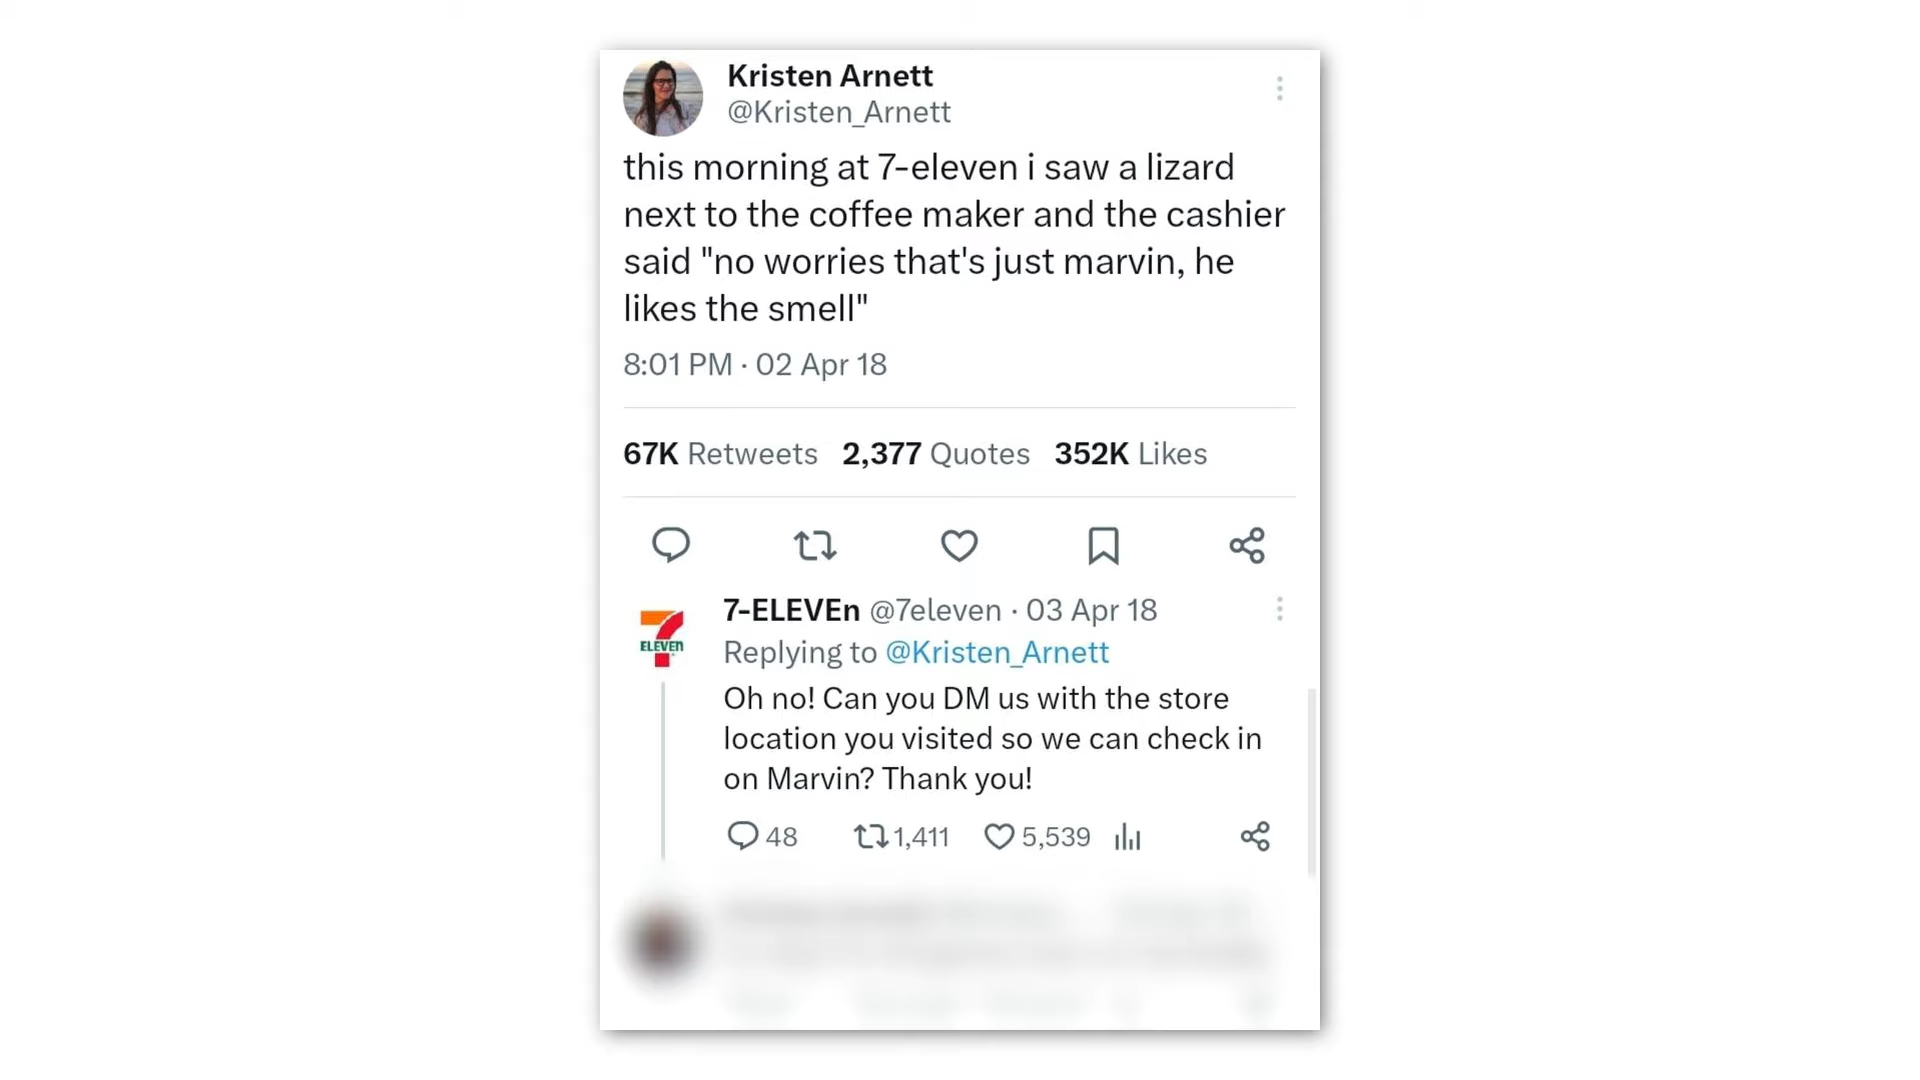 Kristen Arnett
@Kristen_Arnett
this morning at 7-eleven i saw a lizard
next to the coffee maker and the cashier
said "no worries that's just marvin, he
likes the smell"
8:01 PM · 02 Apr 18
67K Retweets 2,377 Quotes 352K Likes
7-ELEVEn @7eleven · 03 Apr 18
ELEVEn
Replying to @Kristen_Arnett
Oh no! Can you DM us with the store
location you visited so we can check in
on Marvin? Thank you!
48 1,411 5,539